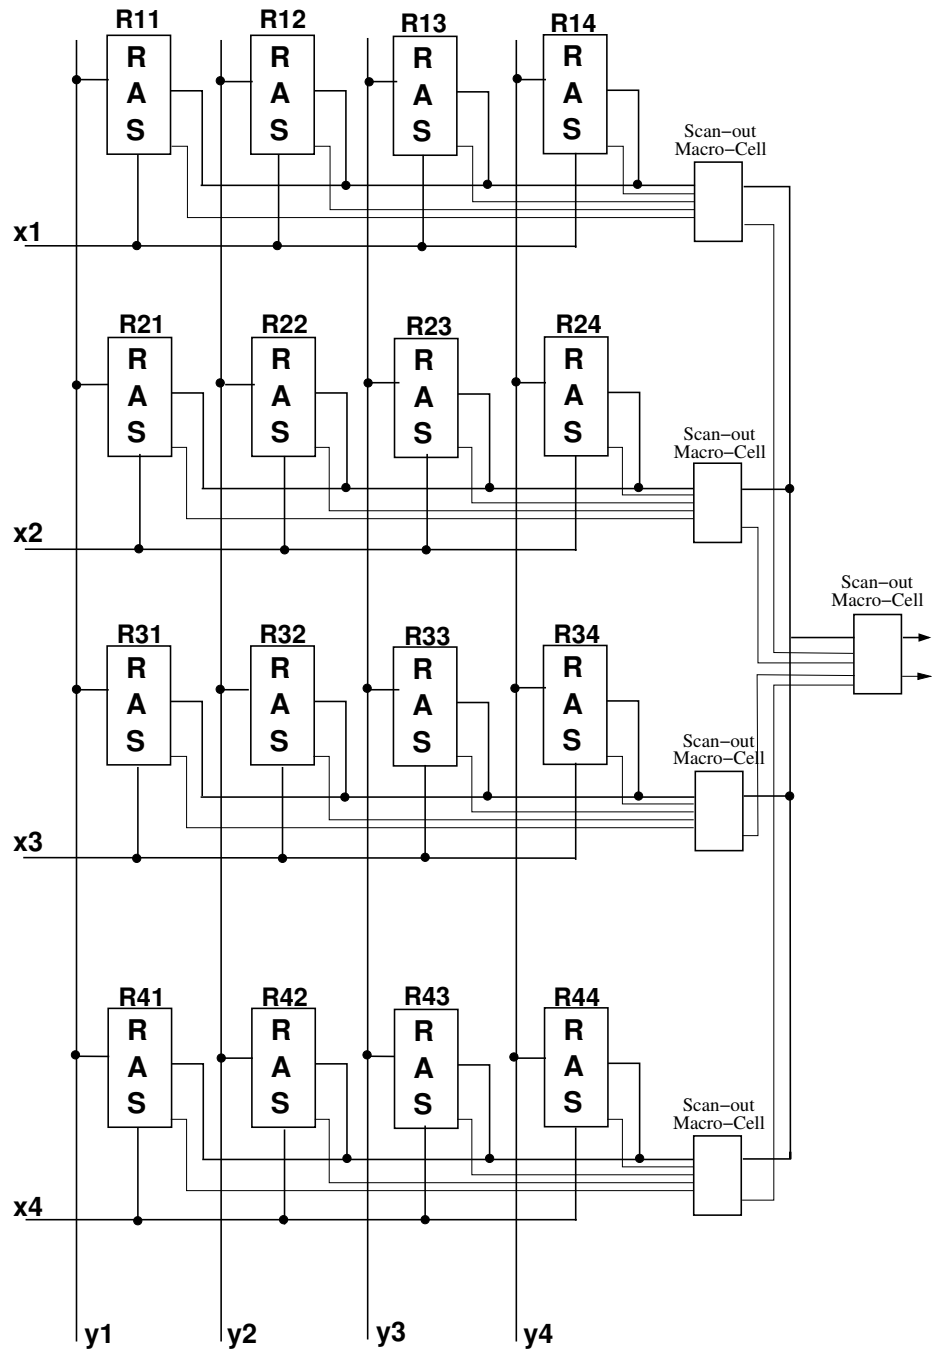 R11 R12 R13 R14
R R R R
A A A A
S S S S
Scan−out
Macro−Cell
x1
R21 R22 R23 R24
R R R R
A A A A
S S S S
Scan−out
Macro−Cell
x2
Scan−out
Macro−Cell
R31 R32 R33 R34
R R R R
A A A A
S S S S
Scan−out
Macro−Cell
x3
R41 R42 R43 R44
R R R R
A A A A
S S S S
Scan−out
Macro−Cell
x4
y1 y2 y3 y4